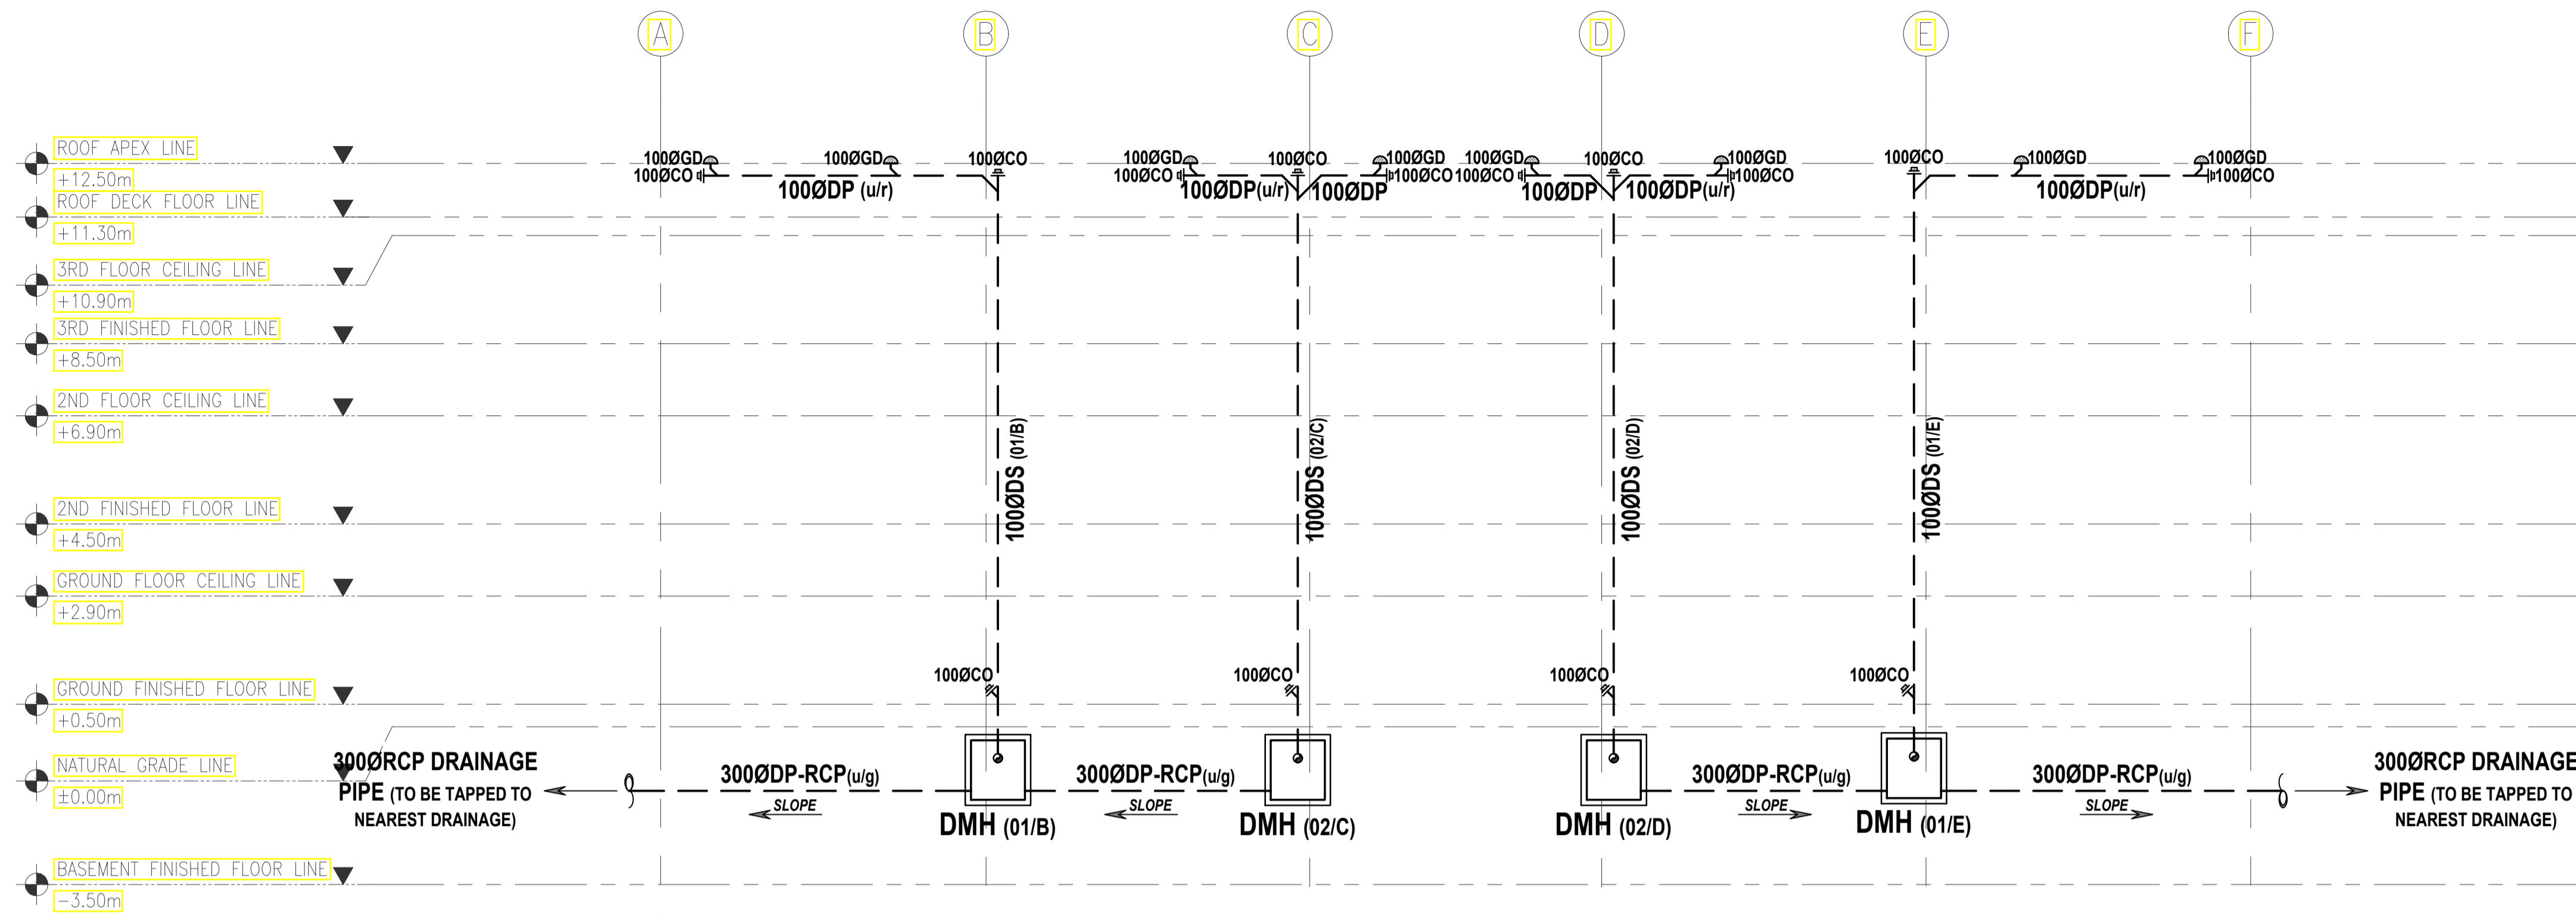 A
B
C
D
E
F
ROOF APEX LINE
+12.50m
ROOF DECK FLOOR LINE
+11.30m
3RD FLOOR CEILING LINE
+10.90m
3RD FINISHED FLOOR LINE
+8.50m
2ND FLOOR CEILING LINE
+6.90m
2ND FINISHED FLOOR LINE
+4.50m
GROUND FLOOR CEILING LINE
+2.90m
GROUND FINISHED FLOOR LINE
+0.50m
NATURAL GRADE LINE
±0.00m
BASEMENT FINISHED FLOOR LINE
-3.50m
100ØGD
100ØCO
100ØGD
100ØDP (u/r)
100ØCO
100ØGD
100ØCO
100ØDP(u/r)
100ØCO
100ØDP
100ØGD
100ØCO
100ØGD
100ØCO
100ØDP
100ØCO
100ØDP(u/r)
100ØGD
100ØCO
100ØCO
100ØGD
100ØDP(u/r)
100ØGD
100ØCO
100ØDS (01/B)
100ØDS (02/C)
100ØDS (02/D)
100ØDS (01/E)
100ØCO
100ØCO
100ØCO
100ØCO
300ØRCP DRAINAGE
PIPE (TO BE TAPPED TO
NEAREST DRAINAGE)
300ØDP-RCP(u/g)
SLOPE
DMH (01/B)
300ØDP-RCP(u/g)
SLOPE
DMH (02/C)
DMH (02/D)
300ØDP-RCP(u/g)
SLOPE
DMH (01/E)
300ØDP-RCP(u/g)
SLOPE
300ØRCP DRAINAGE
PIPE (TO BE TAPPED TO
NEAREST DRAINAGE)